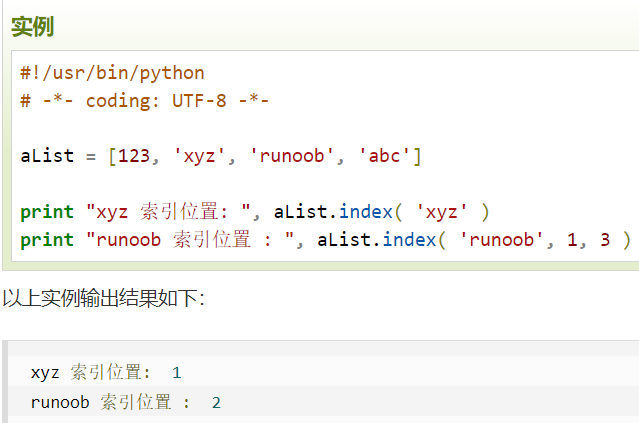 实例
#!/usr/bin/python
# -*- coding: UTF-8 -*-
aList = [123, 'xyz', 'runoob', 'abc']
print "xyz 索引位置: ", aList.index( 'xyz' )
print "runoob 索引位置 : ", aList.index( 'runoob', 1, 3 )
以上实例输出结果如下：
xyz 索引位置:  1
runoob 索引位置 :  2